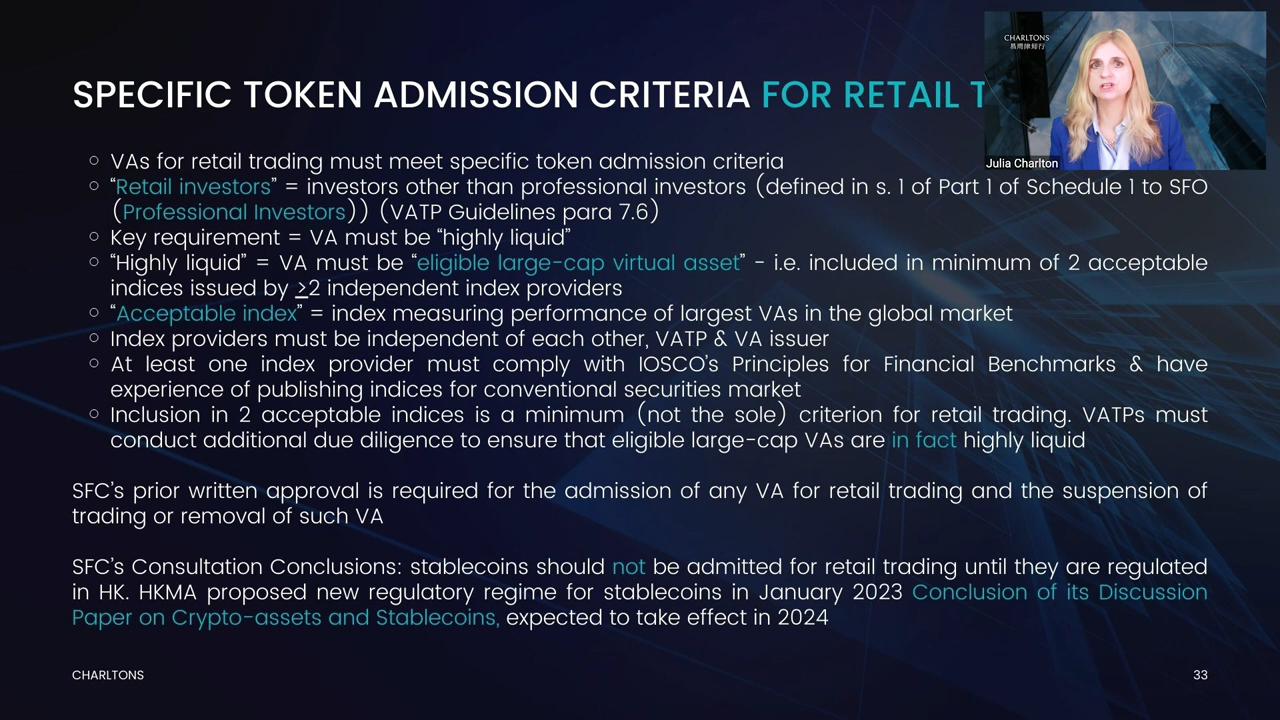 CHARLTONS
易周律師行
SPECIFIC TOKEN ADMISSION CRITERIA FOR RETAIL T
Julia Charlton
○ VAs for retail trading must meet specific token admission criteria
○ “Retail investors” = investors other than professional investors (defined in s. 1 of Part 1 of Schedule 1 to SFO
(Professional Investors)) (VATP Guidelines para 7.6)
○ Key requirement = VA must be “highly liquid”
○ “Highly liquid” = VA must be “eligible large-cap virtual asset” - i.e. included in minimum of 2 acceptable
indices issued by ≥2 independent index providers
○ “Acceptable index” = index measuring performance of largest VAs in the global market
○ Index providers must be independent of each other, VATP & VA issuer
○ At least one index provider must comply with IOSCO’s Principles for Financial Benchmarks & have
experience of publishing indices for conventional securities market
○ Inclusion in 2 acceptable indices is a minimum (not the sole) criterion for retail trading. VATPs must
conduct additional due diligence to ensure that eligible large-cap VAs are in fact highly liquid
SFC’s prior written approval is required for the admission of any VA for retail trading and the suspension of
trading or removal of such VA
SFC’s Consultation Conclusions: stablecoins should not be admitted for retail trading until they are regulated
in HK. HKMA proposed new regulatory regime for stablecoins in January 2023 Conclusion of its Discussion
Paper on Crypto-assets and Stablecoins, expected to take effect in 2024
CHARLTONS
33